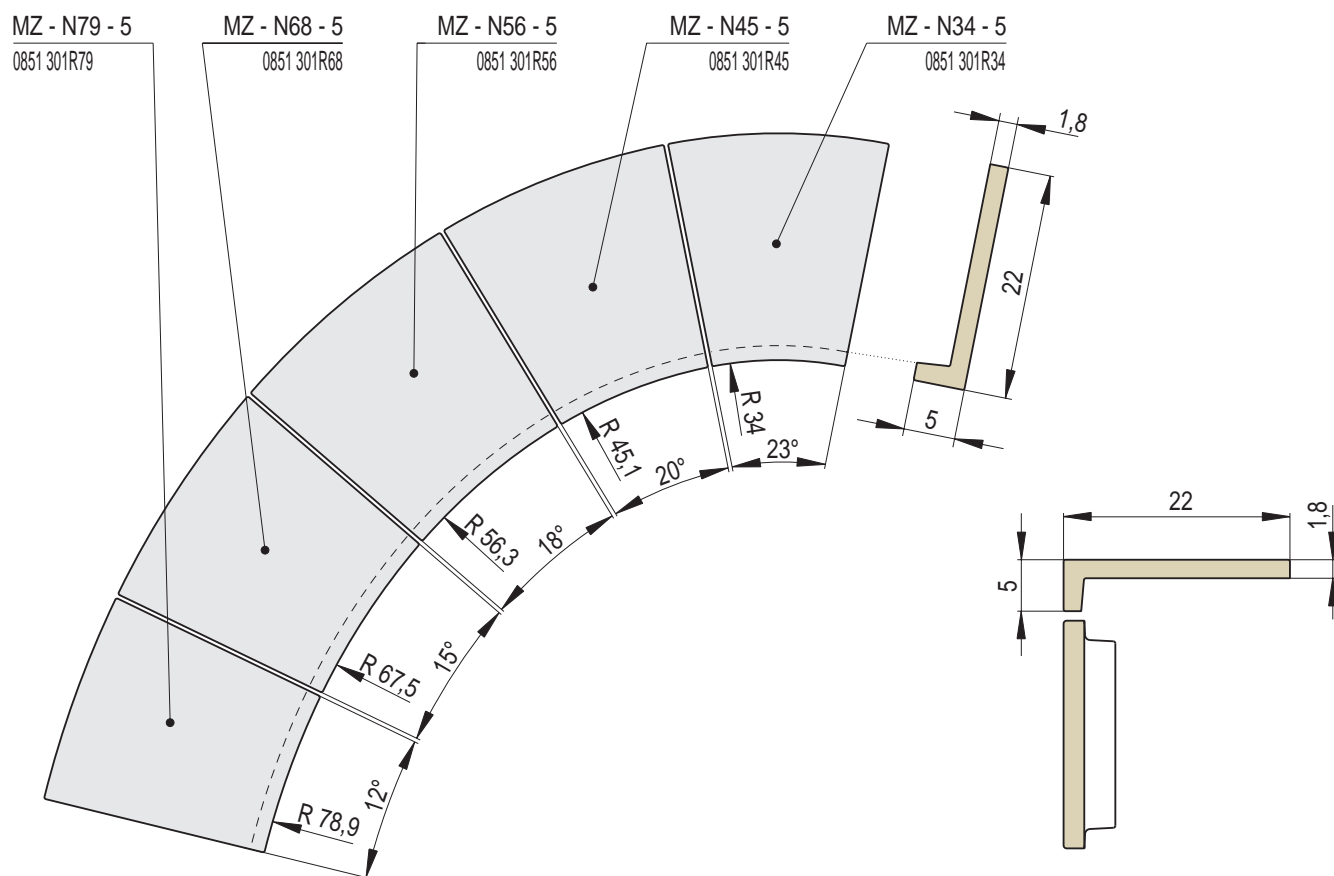 MZ - N79 - 5
0851 301R79
MZ - N68 - 5
0851 301R68
MZ - N56 - 5
0851 301R56
MZ - N45 - 5
0851 301R45
MZ - N34 - 5
0851 301R34
1,8
22
5
R 34
23°
R 45,1
20°
R 56,3
18°
R 67,5
15°
R 78,9
12°
22
1,8
5